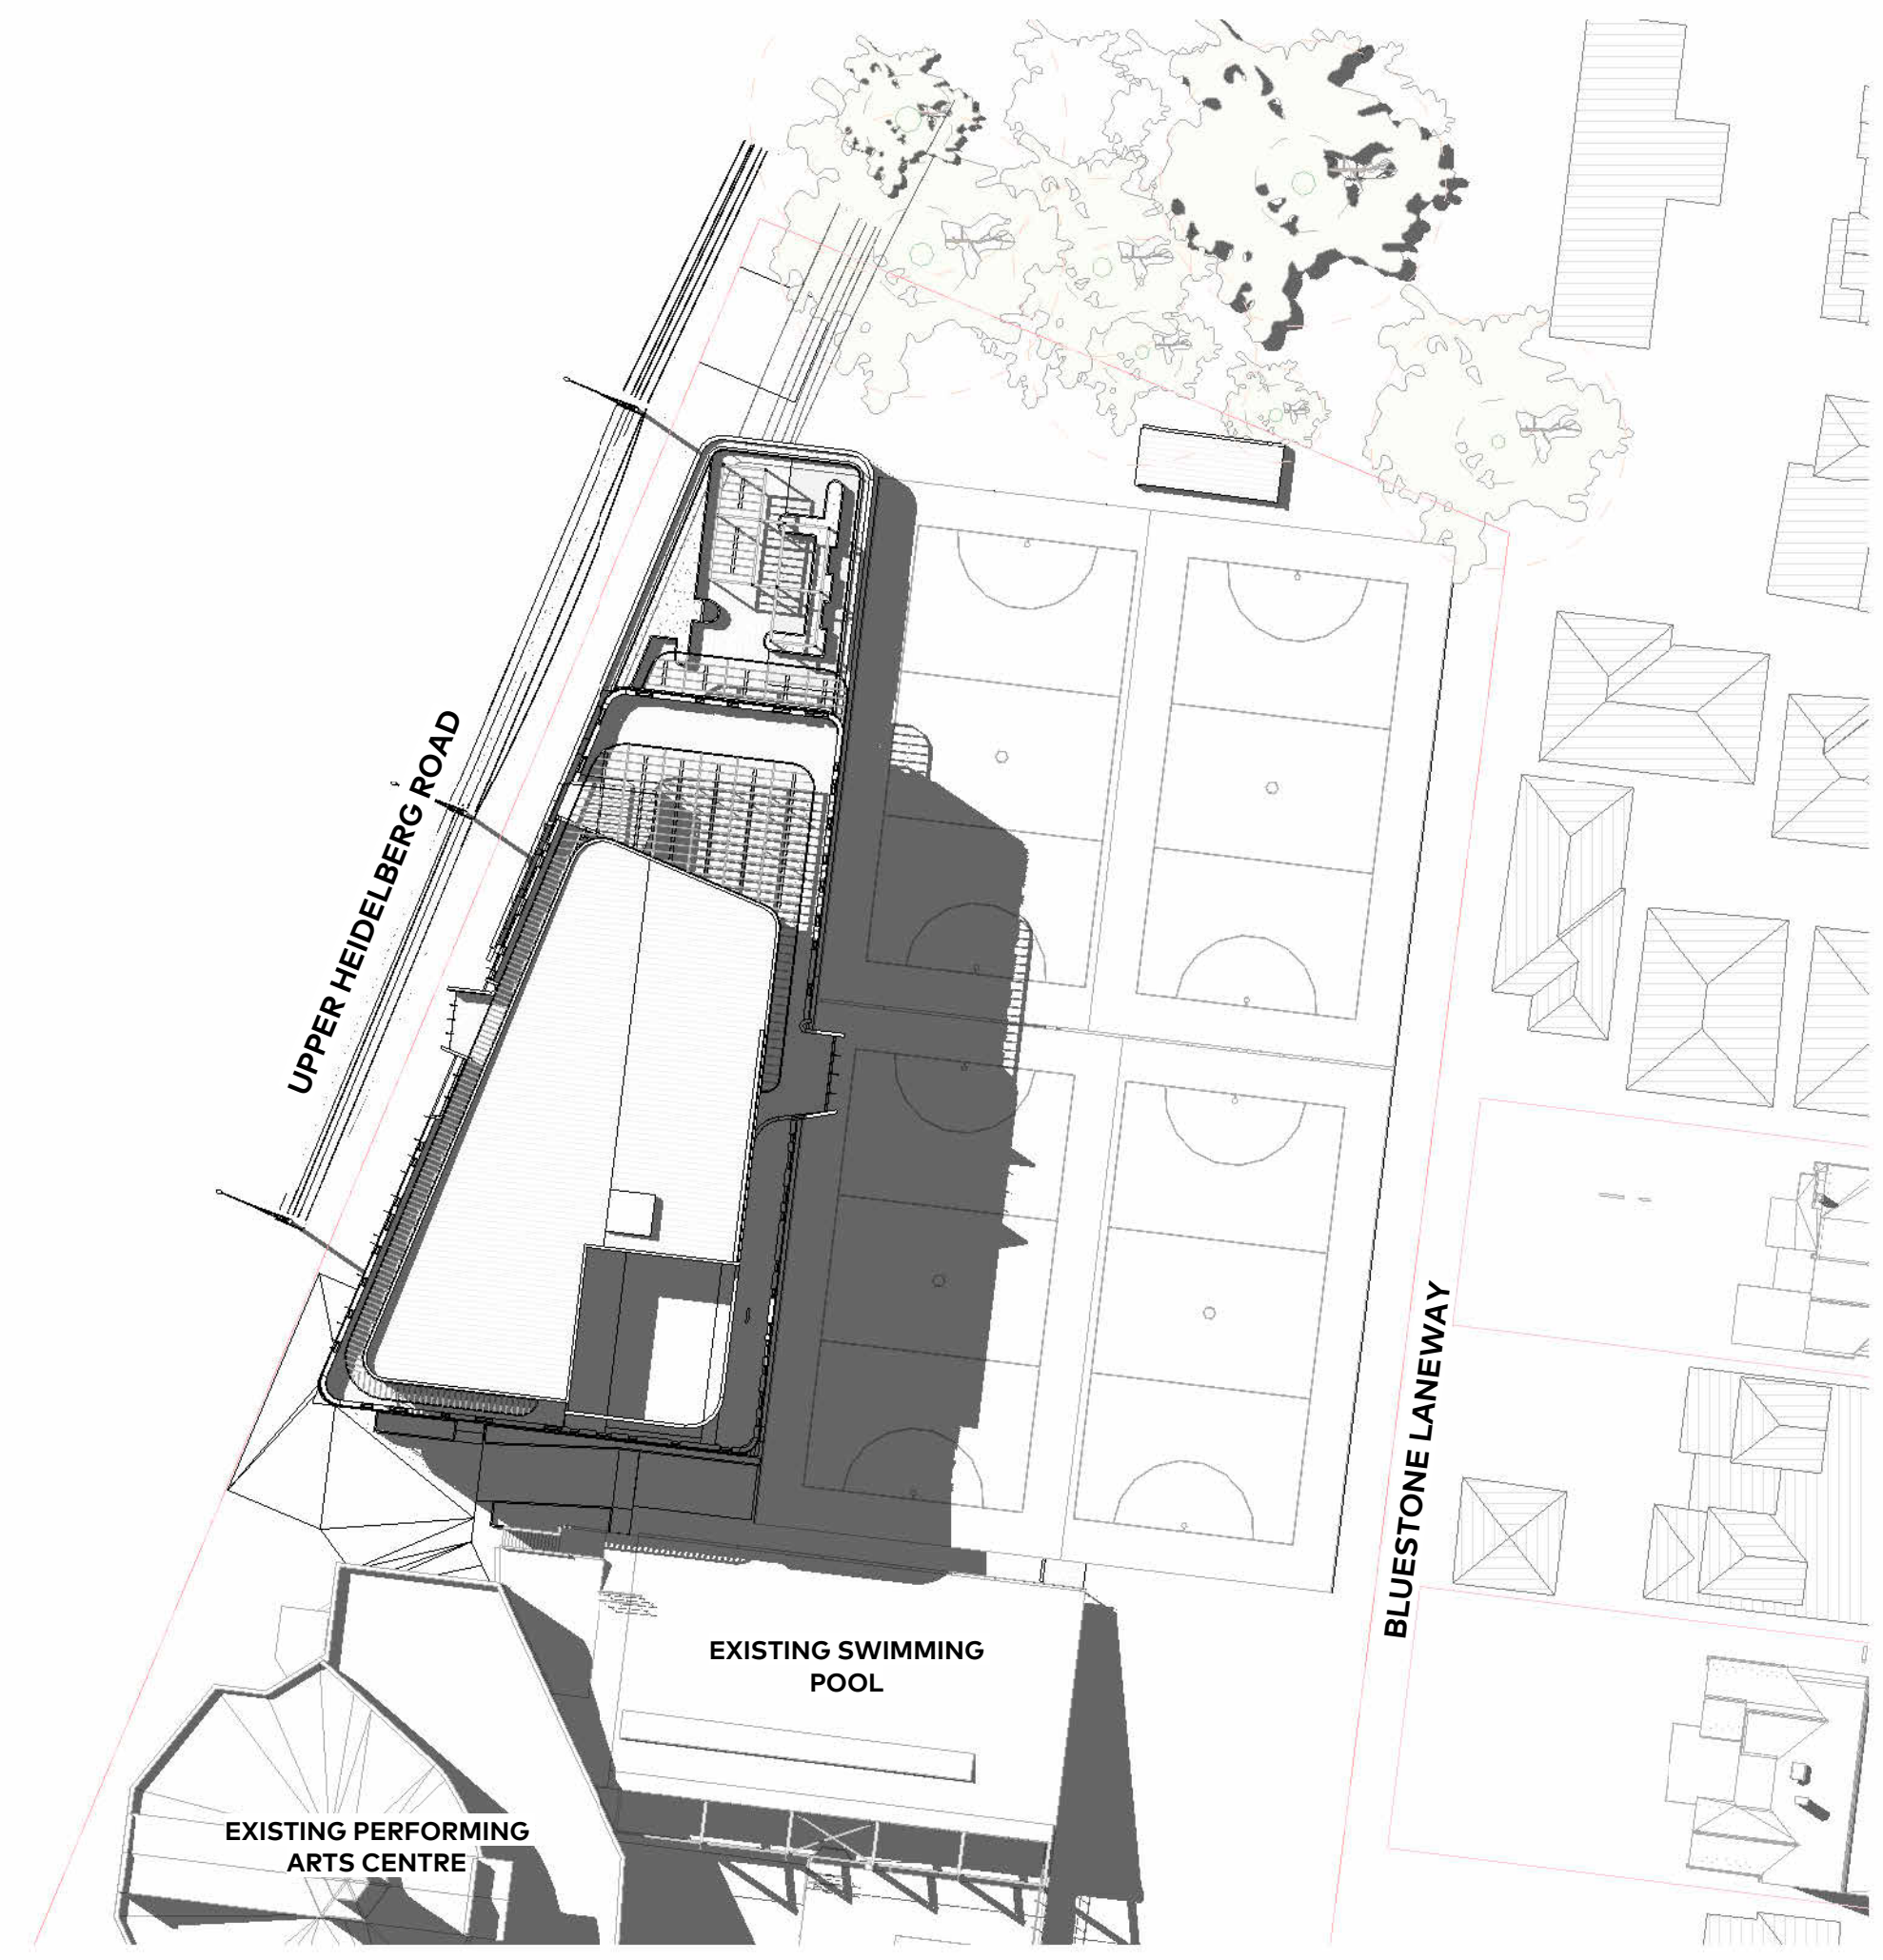 UPPER HEIDELBERG ROAD
BLUESTONE LANEWAY
EXISTING SWIMMING
POOL
EXISTING PERFORMING
ARTS CENTRE